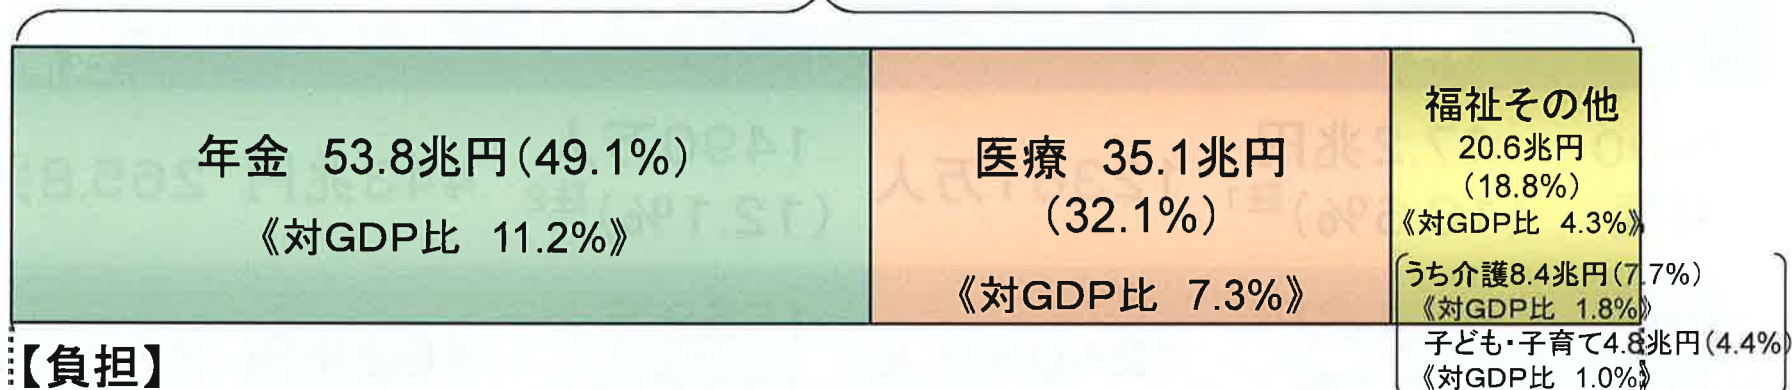 年金 53.8兆円(49.1%)
《対GDP比 11.2%》
医療 35.1兆円
(32.1%)
《対GDP比 7.3%》
福祉その他
20.6兆円
(18.8%)
《対GDP比 4.3%》
うち介護8.4兆円(7.7%)
《対GDP比 1.8%》
子ども・子育て4.8兆円(4.4%)
《対GDP比 1.0%》
【負担】